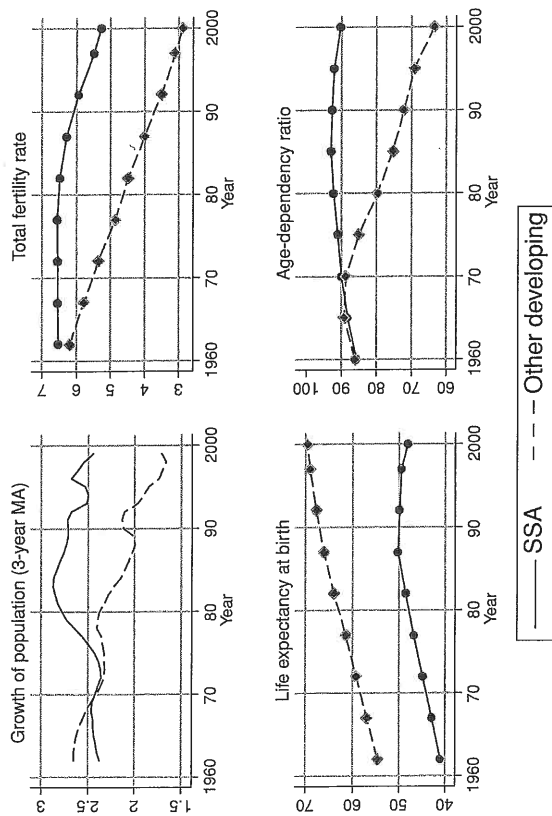 Growth of population (3-year MA)
3
2.5
2
1.5
1960 70 80 90 2000
Year
Total fertility rate
7
6
5
4
3
1960 70 80 90 2000
Year
Life expectancy at birth
70
60
50
40
1960 70 80 90 2000
Year
Age-dependency ratio
100
90
80
70
60
1960 70 80 90 2000
Year
SSA Other developing